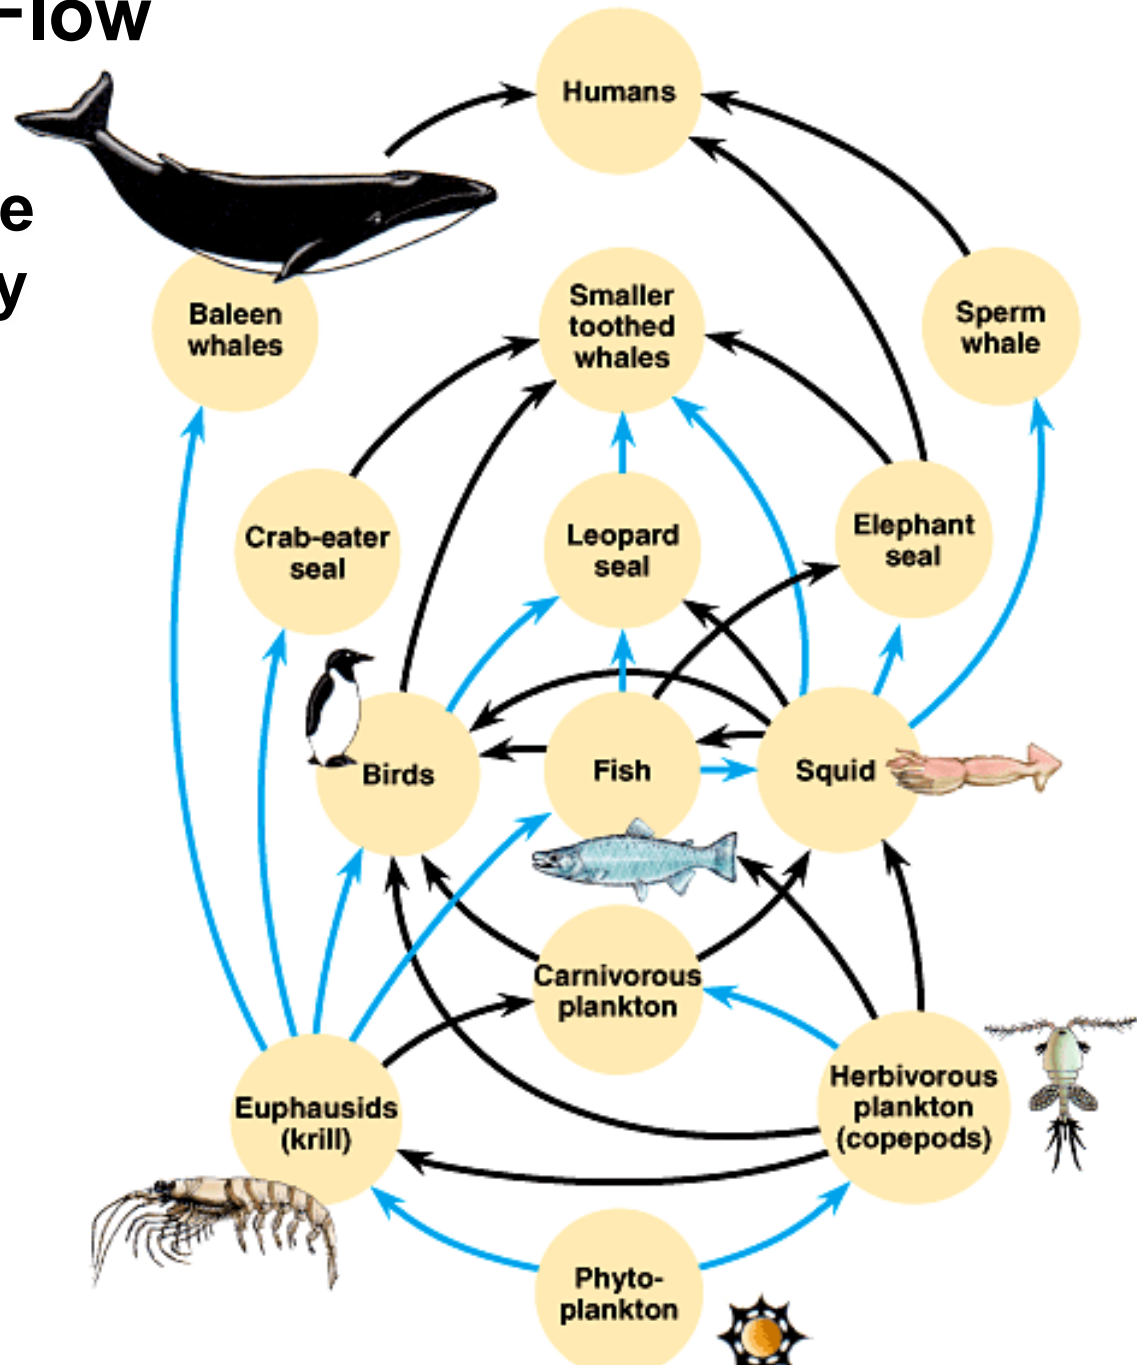 Flow
e
y
Humans
Baleen
whales
Smaller
toothed
whales
Sperm
whale
Crab-eater
seal
Leopard
seal
Elephant
seal
Birds
Fish
Squid
Carnivorous
plankton
Euphausids
(krill)
Herbivorous
plankton
(copepods)
Phyto-
plankton